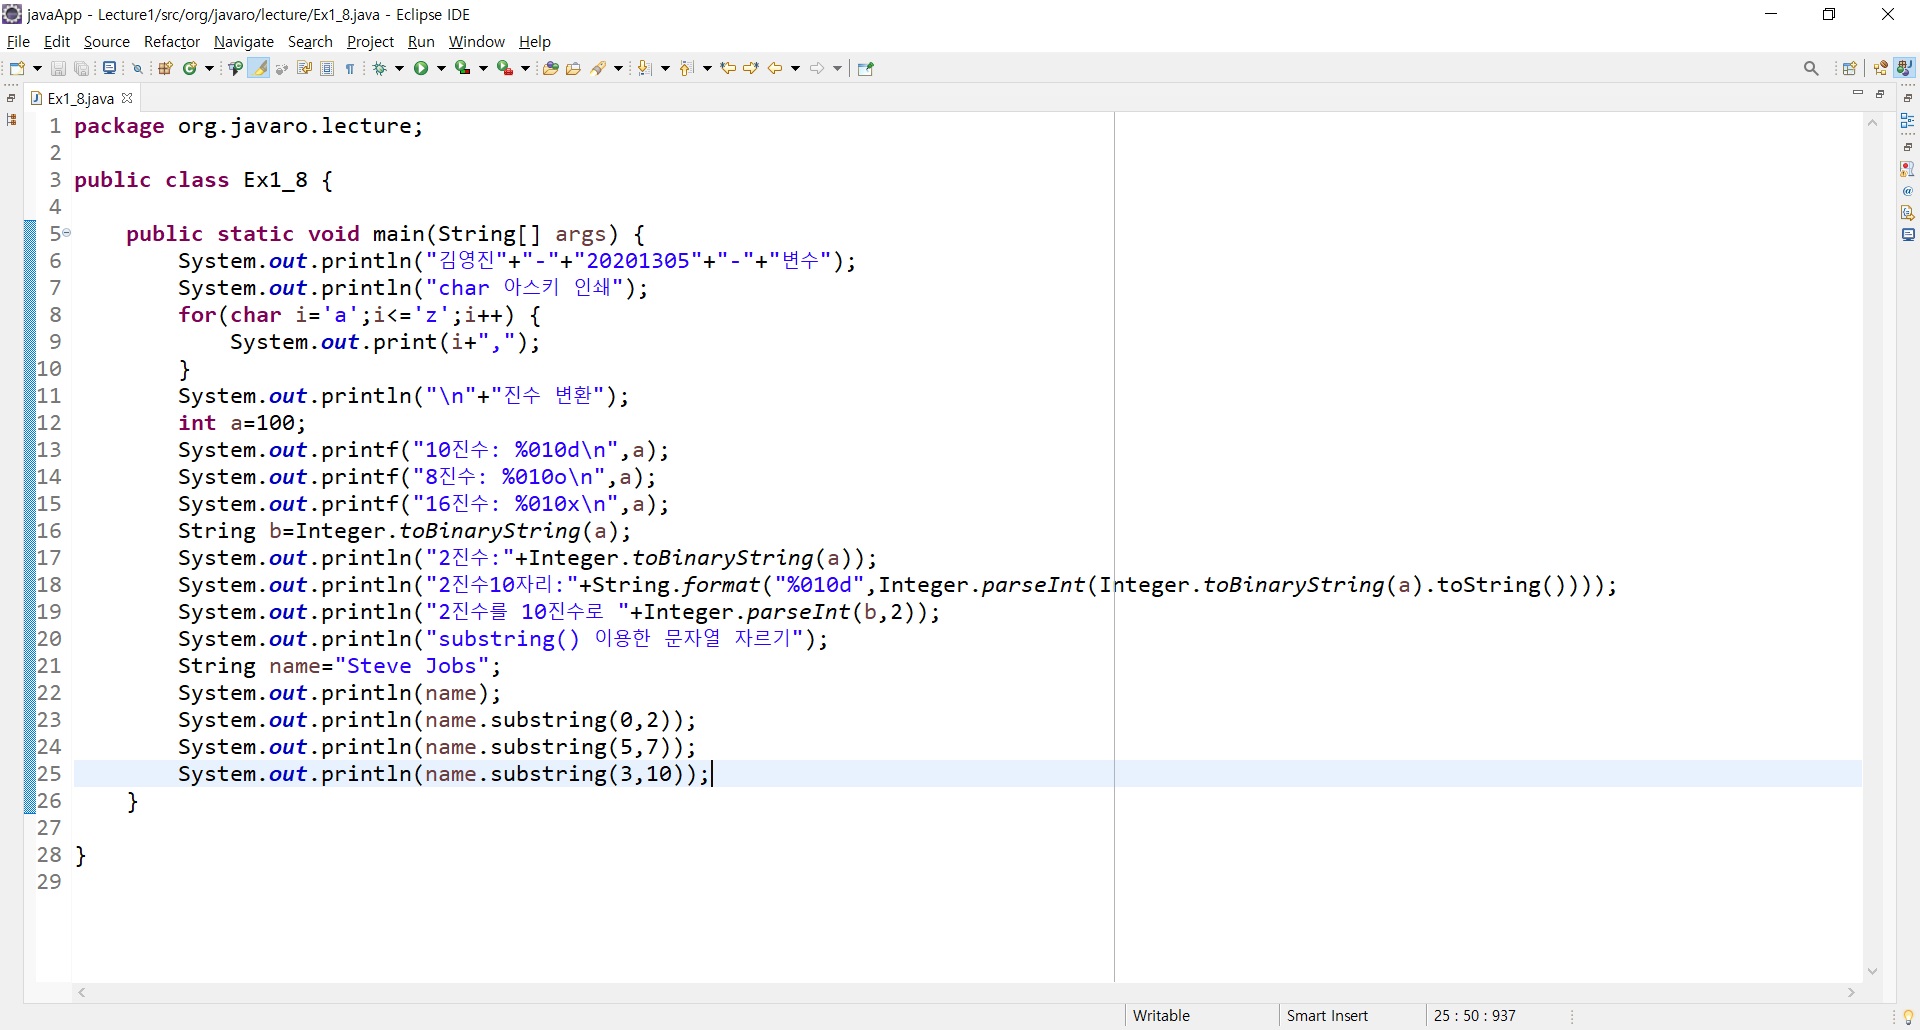 javaApp - Lecture1/src/org/javaro/lecture/Ex1_8.java - Eclipse IDE
File Edit Source Refactor Navigate Search Project Run Window Help
Ex1_8.java
1 package org.javaro.lecture;
2
3 public class Ex1_8 {
4
5 public static void main(String[] args) {
6 System.out.println("김영진"+"-"+"20201305"+"-"+"변수");
7 System.out.println("char 아스키 인쇄");
8 for(char i='a';i<='z';i++) {
9 System.out.print(i+",");
10 }
11 System.out.println("\n"+"진수 변환");
12 int a=100;
13 System.out.printf("10진수: %010d\n",a);
14 System.out.printf("8진수: %010o\n",a);
15 System.out.printf("16진수: %010x\n",a);
16 String b=Integer.toBinaryString(a);
17 System.out.println("2진수:"+Integer.toBinaryString(a));
18 System.out.println("2진수10자리:"+String.format("%010d",Integer.parseInt(Integer.toBinaryString(a).toString())));
19 System.out.println("2진수를 10진수로 "+Integer.parseInt(b,2));
20 System.out.println("substring() 이용한 문자열 자르기");
21 String name="Steve Jobs";
22 System.out.println(name);
23 System.out.println(name.substring(0,2));
24 System.out.println(name.substring(5,7));
25 System.out.println(name.substring(3,10));
26 }
27
28 }
29
Writable Smart Insert 25 : 50 : 937